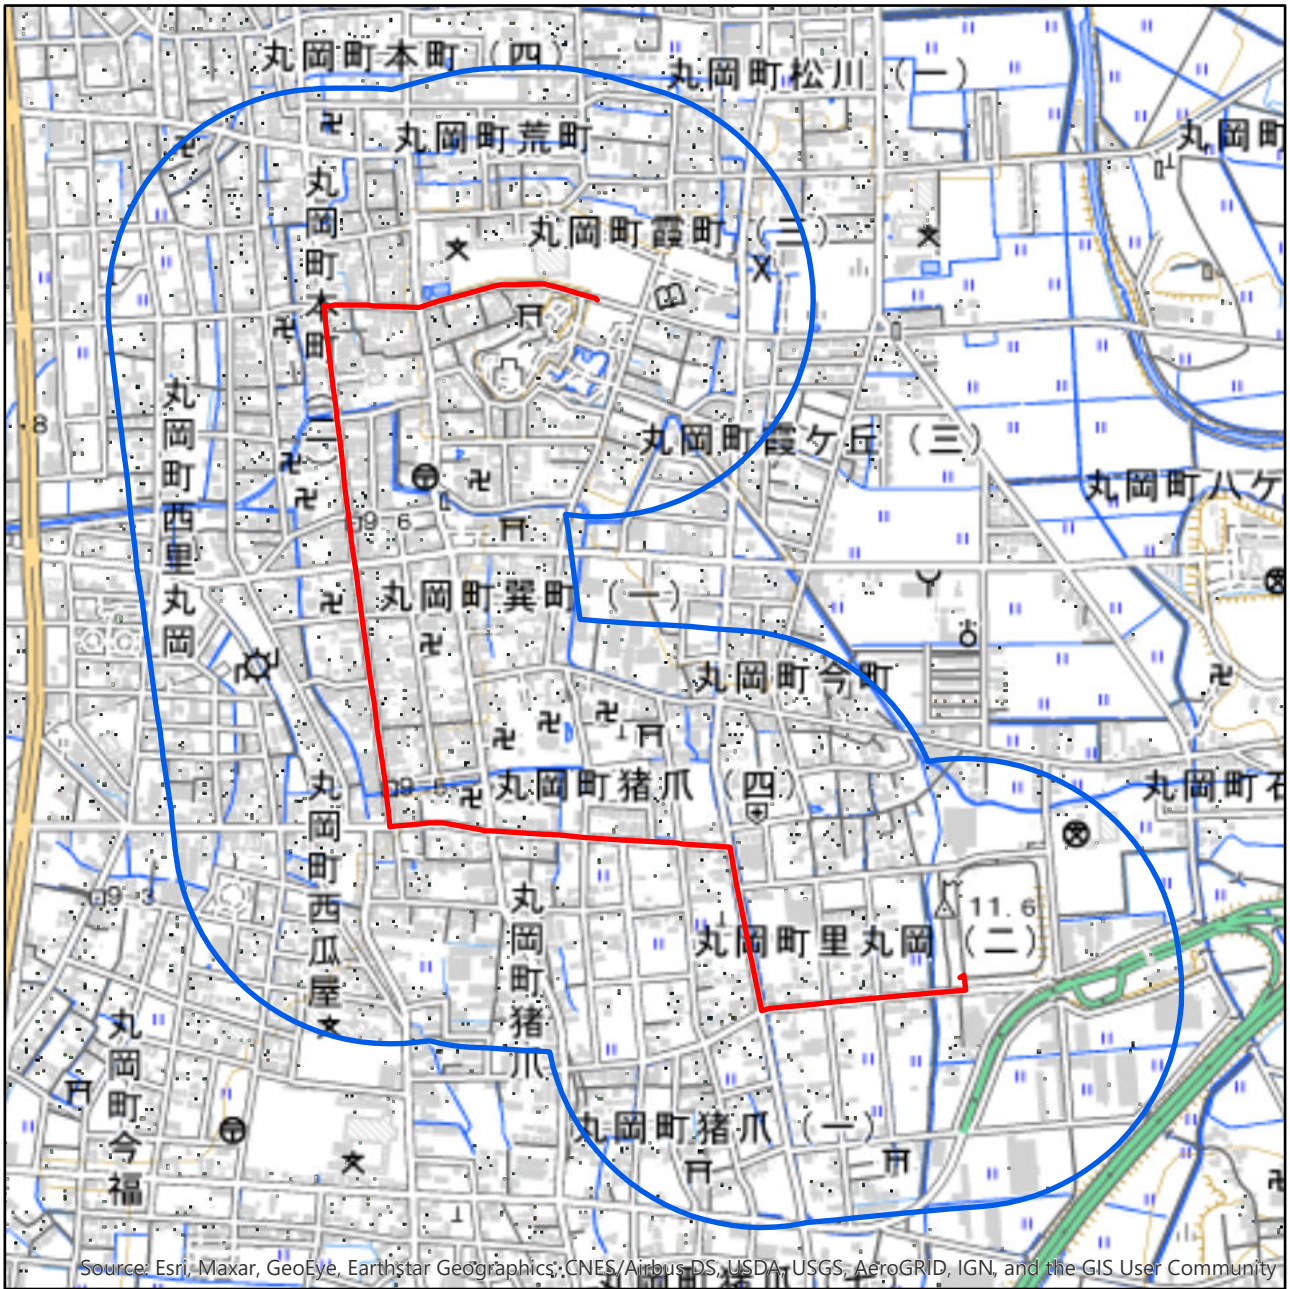 丸岡町本町（四）
丸岡町松川（一）
丸岡町荒町
丸岡町
丸岡町本町（二）
丸岡町霞町（三）
丸岡町西里丸岡
8
丸岡町霞ケ丘（三）
丸岡町八ケ
9.6
丸岡町巽町（一）
丸岡町今町
9.5
丸岡町猪爪（四）
丸岡町石
丸岡町西瓜屋
9.3
丸岡町猪爪
11.6
丸岡町里丸岡（二）
丸岡町今福
丸岡町猪爪（一）
Source: Esri, Maxar, GeoEye, Earthstar Geographics, CNES/Airbus DS, USDA, USGS, AeroGRID, IGN, and the GIS User Community